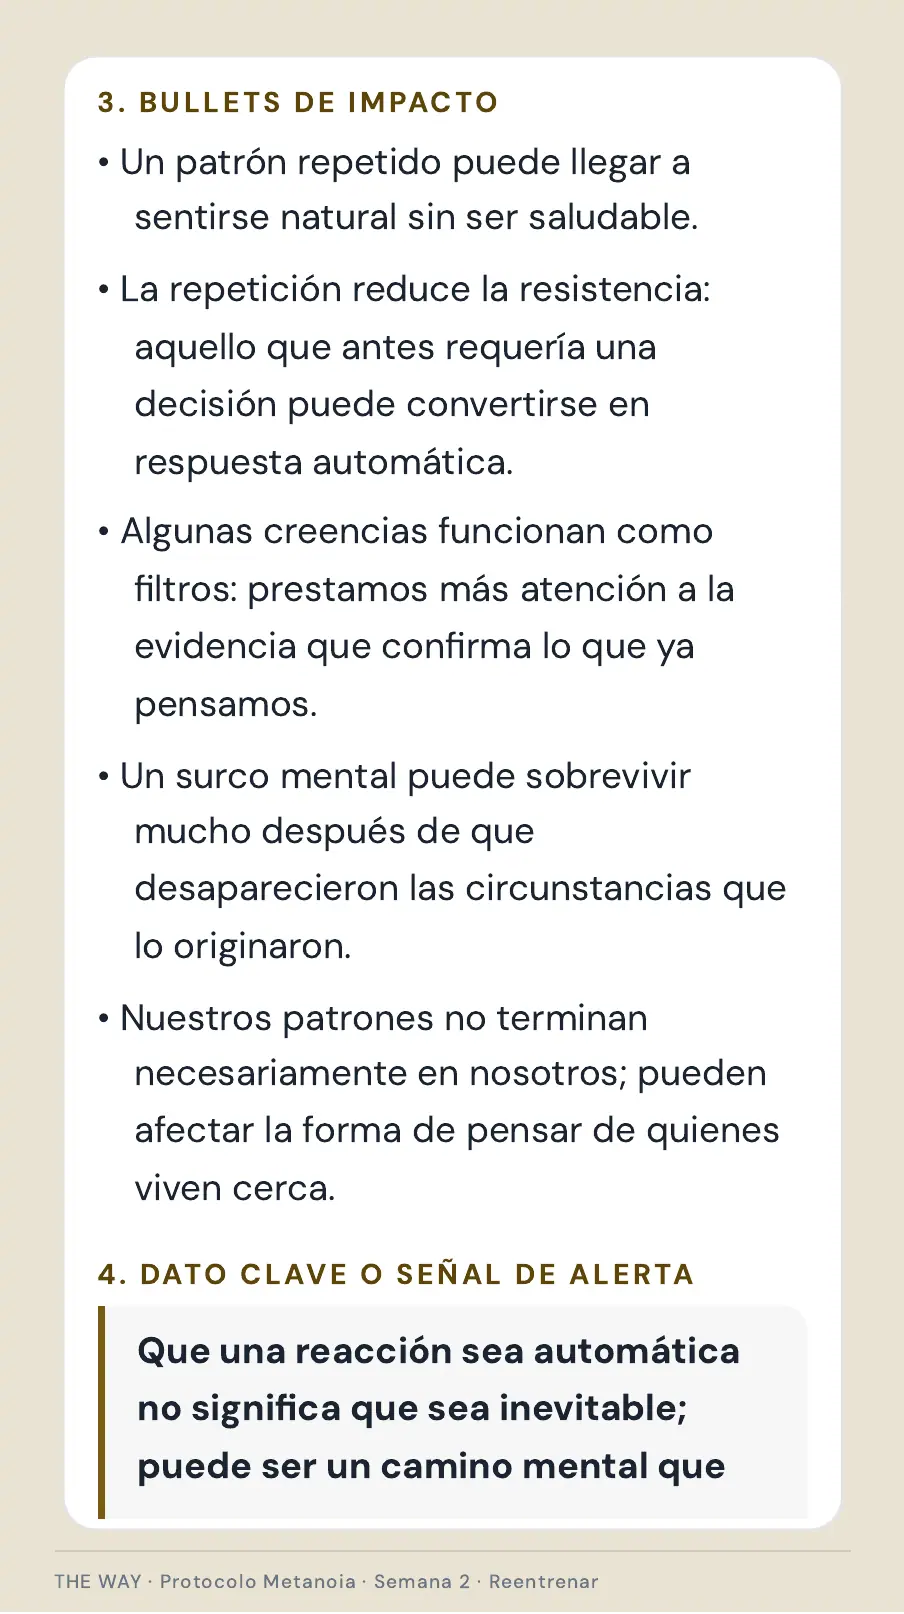 3. BULLETS DE IMPACTO
• Un patrón repetido puede llegar a
sentirse natural sin ser saludable.
• La repetición reduce la resistencia:
aquello que antes requería una
decisión puede convertirse en
respuesta automática.
• Algunas creencias funcionan como
filtros: prestamos más atención a la
evidencia que confirma lo que ya
pensamos.
• Un surco mental puede sobrevivir
mucho después de que
desaparecieron las circunstancias que
lo originaron.
• Nuestros patrones no terminan
necesariamente en nosotros; pueden
afectar la forma de pensar de quienes
viven cerca.
4. DATO CLAVE O SEÑAL DE ALERTA
Que una reacción sea automática
no significa que sea inevitable;
puede ser un camino mental que
THE WAY · Protocolo Metanoia · Semana 2 · Reentrenar